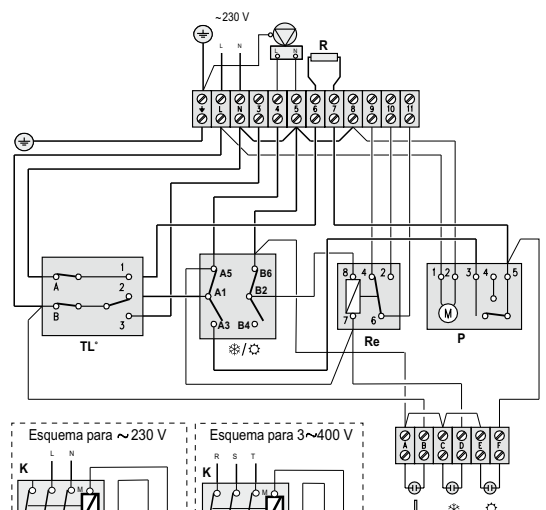 ~230 V
L N
R
L N
L N 3 4 5 6 7 8 9 10 11
A5 B6
8 4 2
1 2 3 4 5
1
A 2
A1 B2
B
M
3
A3 B4
7 6
TL*
❄/☼
Re
P
A B C D E F
Esquema para ~230 V
Esquema para 3~400 V
L N
R S T
K
K
M
M